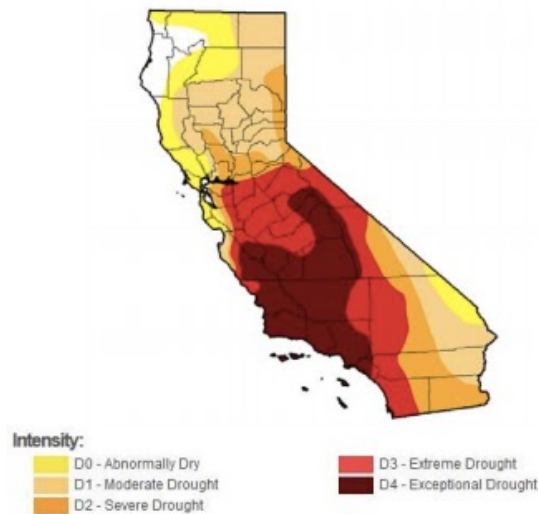 Intensity:
D0 - Abnormally Dry
D1 - Moderate Drought
D2 - Severe Drought
D3 - Extreme Drought
D4 - Exceptional Drought